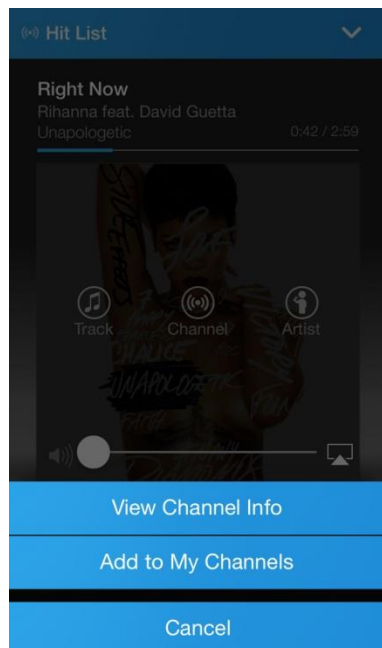 Hit List
Right Now
Rihanna feat. David Guetta
Unapologetic
0:42 / 2:59
Track
Channel
Artist
UNAPOLOGETIC
View Channel Info
Add to My Channels
Cancel